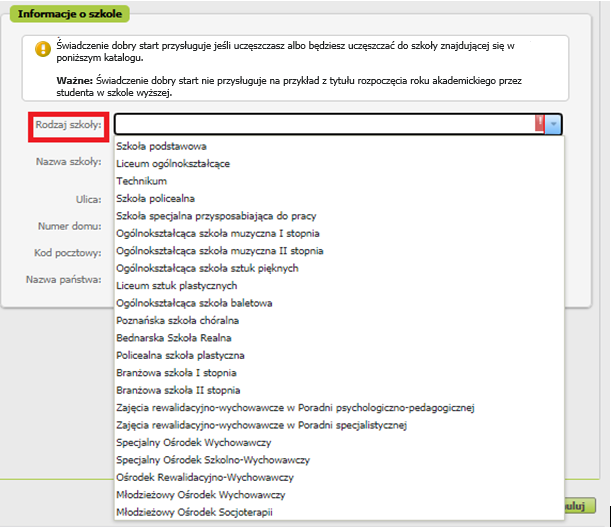 Informacje o szkole
Świadczenie dobry start przysługuje jeśli uczęszczasz albo będziesz uczęszczać do szkoły znajdującej się w
poniższym katalogu.
Ważne: Świadczenie dobry start nie przysługuje na przykład z tytułu rozpoczęcia roku akademickiego przez
studenta w szkole wyższej.
Rodzaj szkoły:
Szkoła podstawowa
Nazwa szkoły:
Liceum ogólnokształcące
Technikum
Ulica:
Szkoła policealna
Szkoła specjalna przysposabiająca do pracy
Numer domu:
Ogólnokształcąca szkoła muzyczna I stopnia
Kod pocztowy:
Ogólnokształcąca szkoła muzyczna II stopnia
Ogólnokształcąca szkoła sztuk pięknych
Nazwa państwa:
Liceum sztuk plastycznych
Ogólnokształcąca szkoła baletowa
Poznańska szkoła chóralna
Bednarska Szkoła Realna
Policealna szkoła plastyczna
Branżowa szkoła I stopnia
Branżowa szkoła II stopnia
Zajęcia rewalidacyjno-wychowawcze w Poradni psychologiczno-pedagogicznej
Zajęcia rewalidacyjno-wychowawcze w Poradni specjalistycznej
Specjalny Ośrodek Wychowawczy
Specjalny Ośrodek Szkolno-Wychowawczy
Ośrodek Rewalidacyjno-Wychowawczy
Młodzieżowy Ośrodek Wychowawczy
Młodzieżowy Ośrodek Socjoterapii